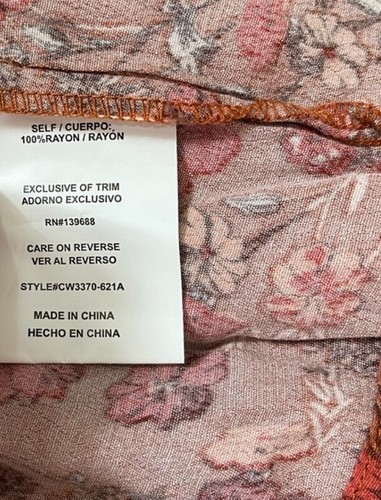 SELF / CUERPO:
100%RAYON / RAYÓN
EXCLUSIVE OF TRIM
ADORNO EXCLUSIVO
RN#139688
CARE ON REVERSE
VER AL REVERSO
STYLE#CW3370-621A
MADE IN CHINA
HECHO EN CHINA